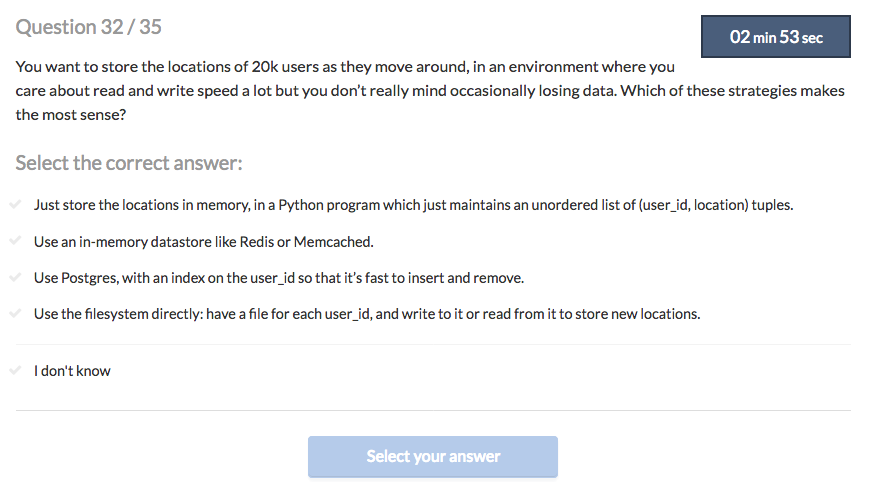 Question 32 / 35
02 min 53 sec
You want to store the locations of 20k users as they move around, in an environment where you
care about read and write speed a lot but you don’t really mind occasionally losing data. Which of these strategies makes
the most sense?
Select the correct answer:
Just store the locations in memory, in a Python program which just maintains an unordered list of (user_id, location) tuples.
Use an in-memory datastore like Redis or Memcached.
Use Postgres, with an index on the user_id so that it’s fast to insert and remove.
Use the filesystem directly: have a file for each user_id, and write to it or read from it to store new locations.
I don't know
Select your answer